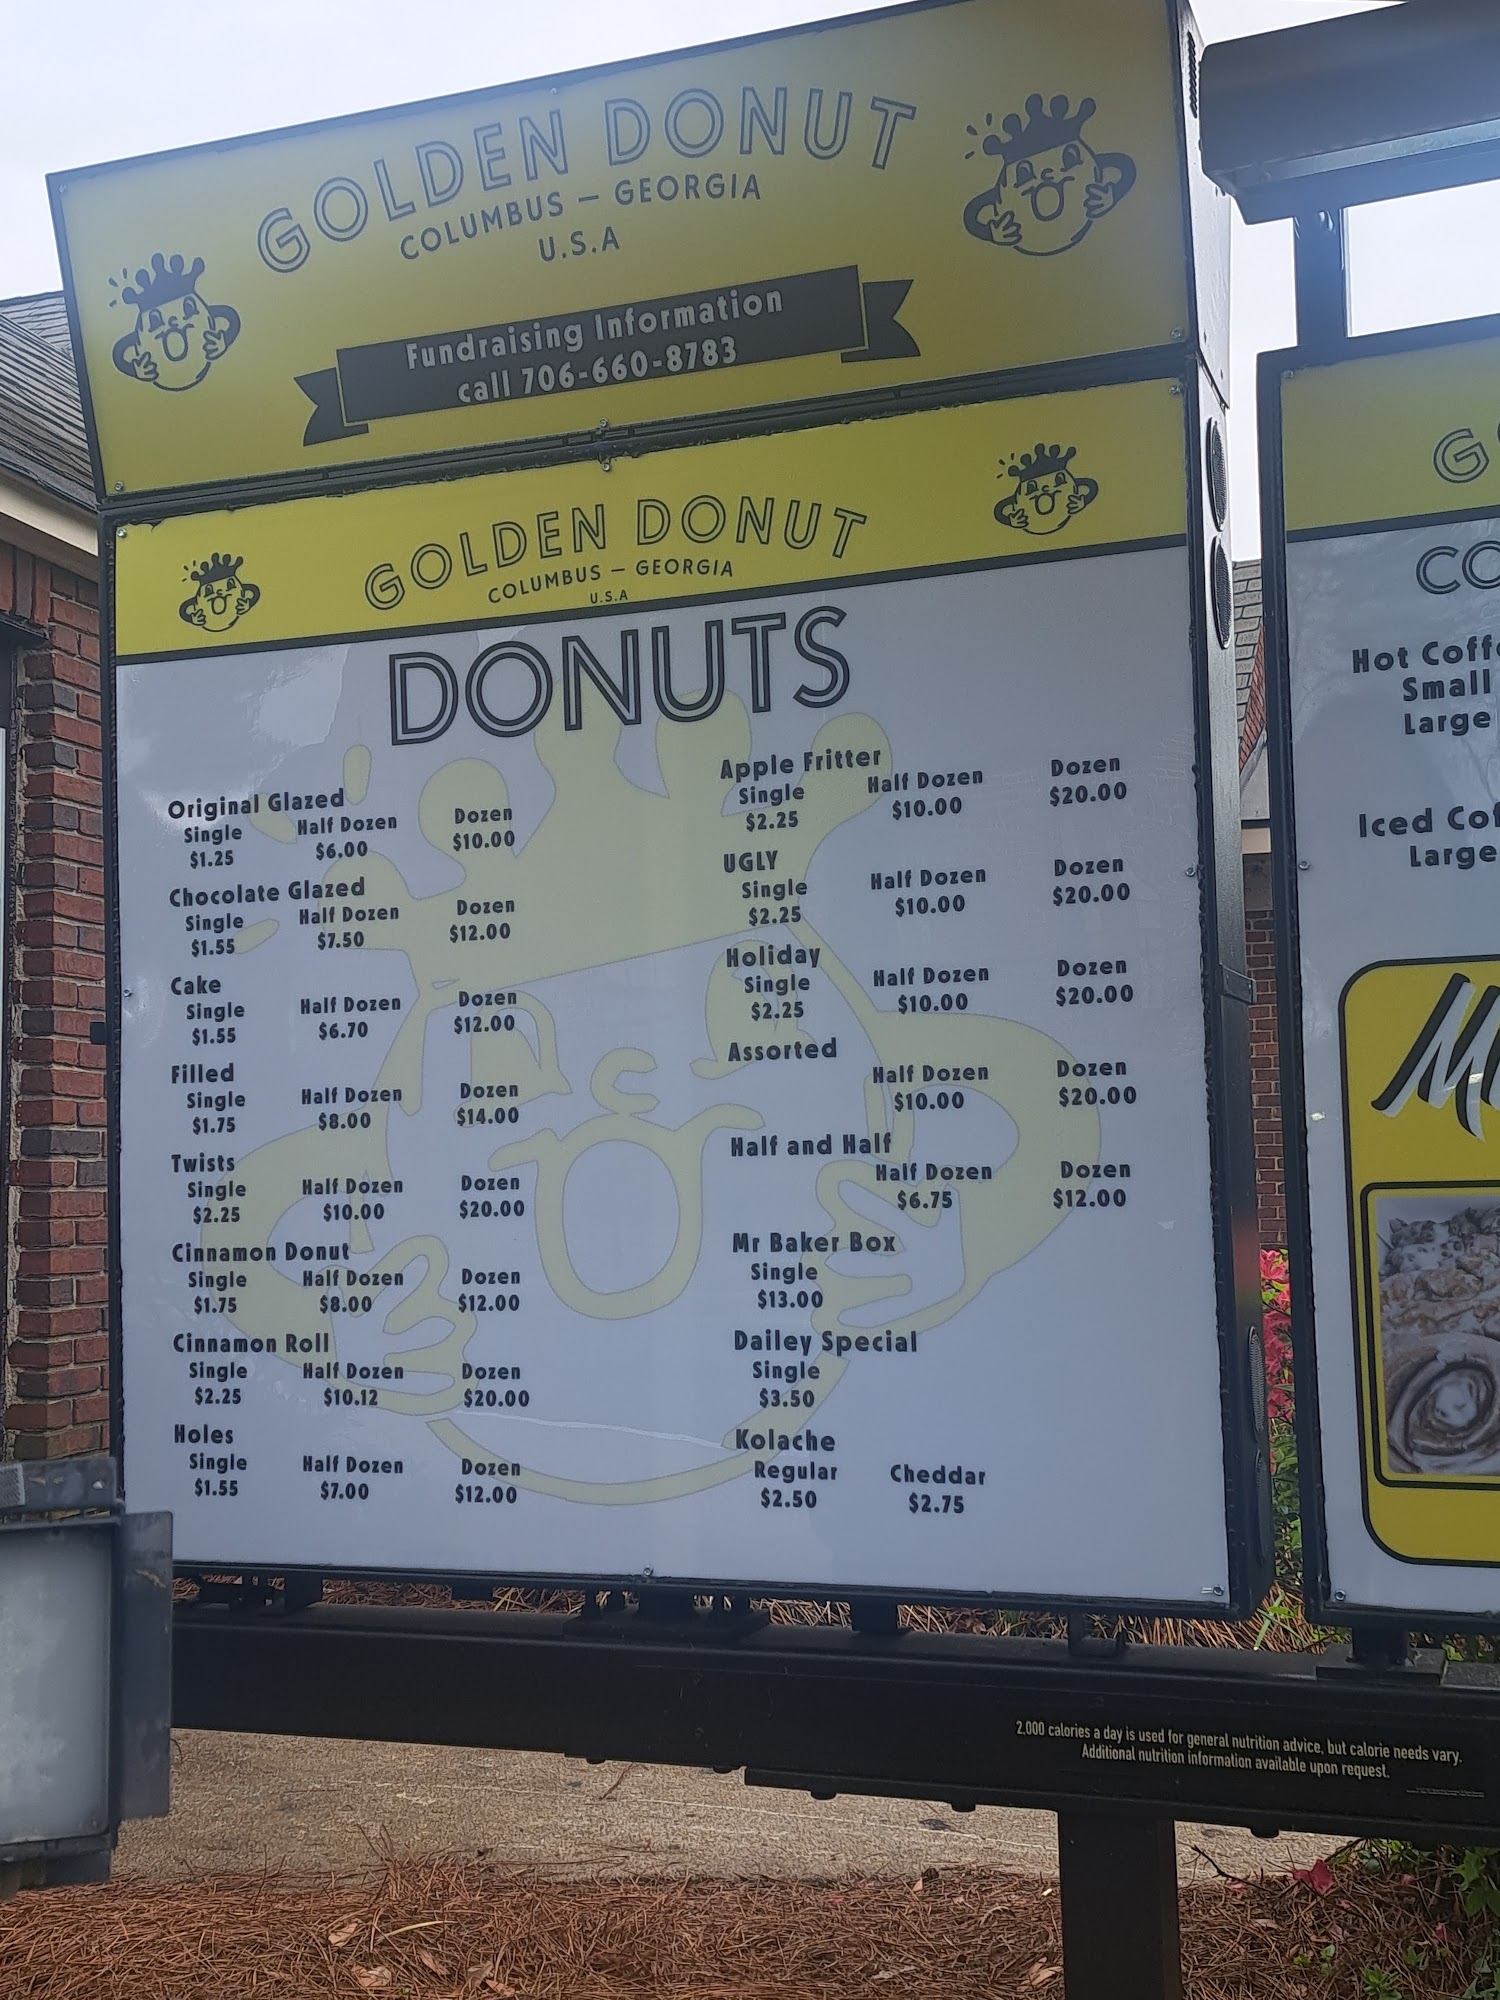 GOLDEN DONUT
COLUMBUS – GEORGIA
U.S.A
Fundraising Information
call 706-660-8783
GOLDEN DONUT
COLUMBUS – GEORGIA
U.S.A
DONUTS
Original Glazed
Single Half Dozen Dozen
$1.25 $6.00 $10.00
Chocolate Glazed
Single Half Dozen Dozen
$1.55 $7.50 $12.00
Cake
Single Half Dozen Dozen
$1.55 $6.70 $12.00
Filled
Single Half Dozen Dozen
$1.75 $8.00 $14.00
Twists
Single Half Dozen Dozen
$2.25 $10.00 $20.00
Cinnamon Donut
Single Half Dozen Dozen
$1.75 $8.00 $12.00
Cinnamon Roll
Single Half Dozen Dozen
$2.25 $10.12 $20.00
Holes
Single Half Dozen Dozen
$1.55 $7.00 $12.00
Apple Fritter
Single Half Dozen Dozen
$2.25 $10.00 $20.00
UGLY
Single Half Dozen Dozen
$2.25 $10.00 $20.00
Holiday
Single Half Dozen Dozen
$2.25 $10.00 $20.00
Assorted
Half Dozen Dozen
$10.00 $20.00
Half and Half
Half Dozen Dozen
$6.75 $12.00
Mr Baker Box
Single
$13.00
Dailey Special
Single
$3.50
Kolache
Regular Cheddar
$2.50 $2.75
Hot Coff
Small
Large
Iced Cof
Large
2,000 calories a day is used for general nutrition advice, but calorie needs vary.
Additional nutrition information available upon request.